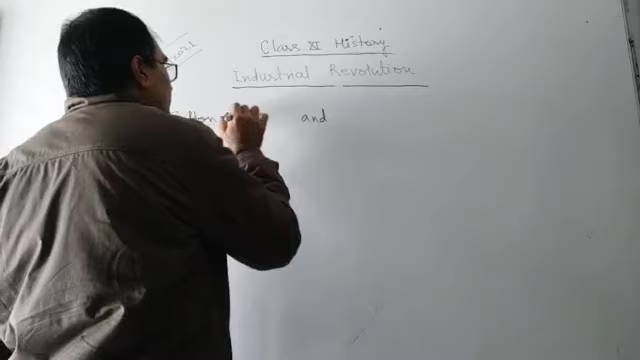 Class XI History
Industrial Revolution
and